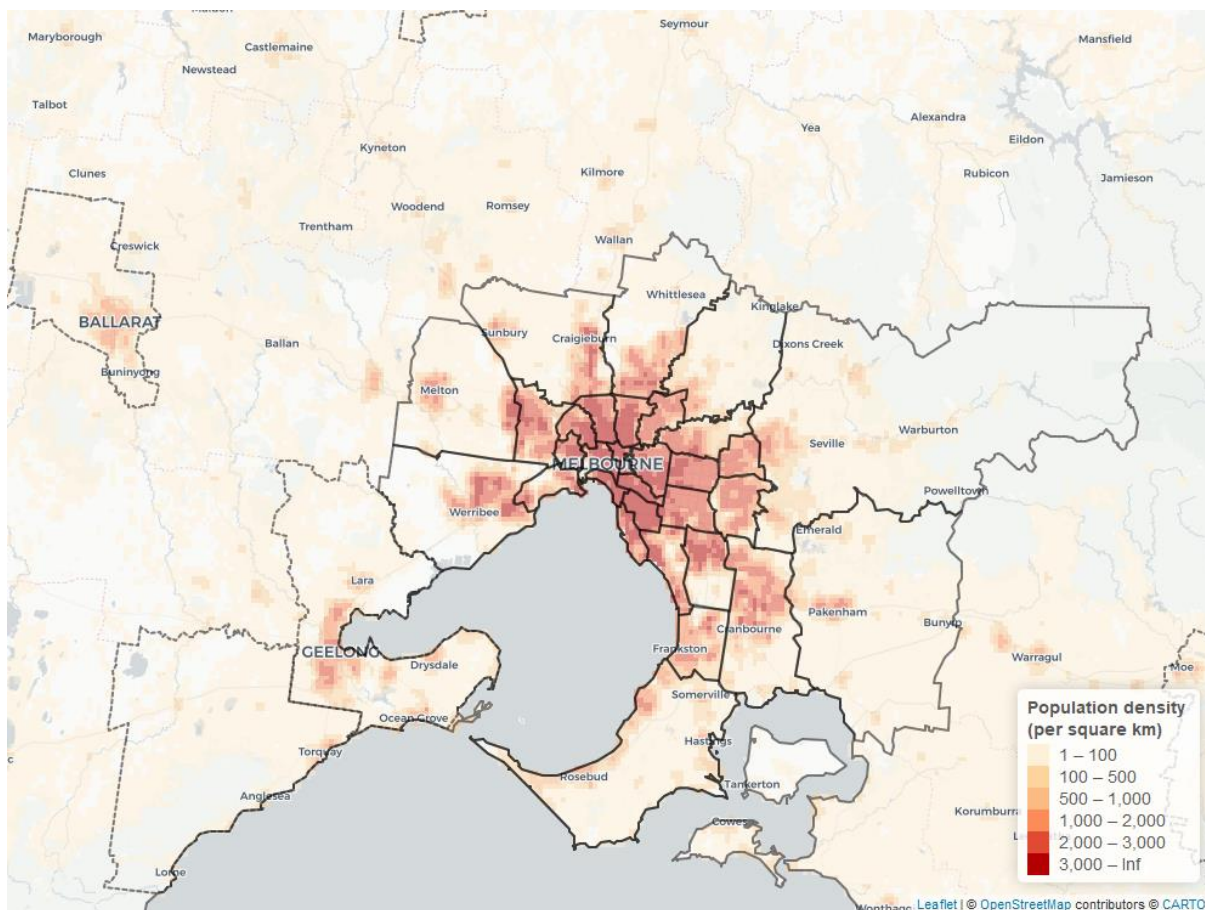 Seymour
Maryborough
Castlemaine
Mansfield
Newstead
Talbot
Alexandra
Yea
Eildon
Kyneton
Clunes
Kilmore
Rubicon
Jamieson
Woodend
Romsey
Trentham
Wallan
Creswick
Whittlesea
Kinglake
BALLARAT
Sunbury
Craigieburn
Ballan
Dixons Creek
Buninyong
Melton
Warburton
Seville
MELBOURNE
Powelltown
Werribee
Emerald
Lara
Pakenham
Bunyip
Cranbourne
GEELONG
Frankston
Warragul
Drysdale
Moe
Somerville
Ocean Grove
Hastings
Torquay
Rosebud
Tankerton
Anglesea
Korumburra
Cowes
Lorne
Population density
(per square km)
1 – 100
100 – 500
500 – 1,000
1,000 – 2,000
2,000 – 3,000
3,000 – Inf
Leaflet | © OpenStreetMap contributors © CARTO